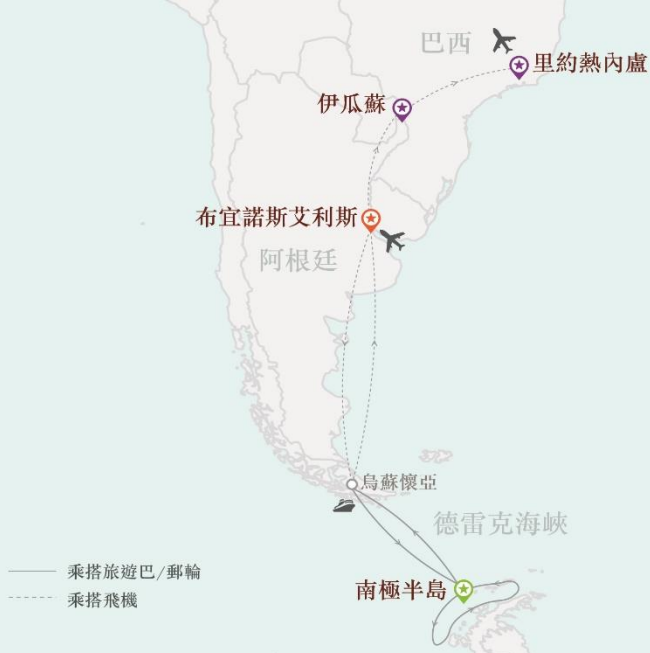 巴西
里約熱內盧
伊瓜蘇
布宜諾斯艾利斯
阿根廷
烏蘇懷亞
德雷克海峽
乘搭旅遊巴/郵輪
南極半島
乘搭飛機